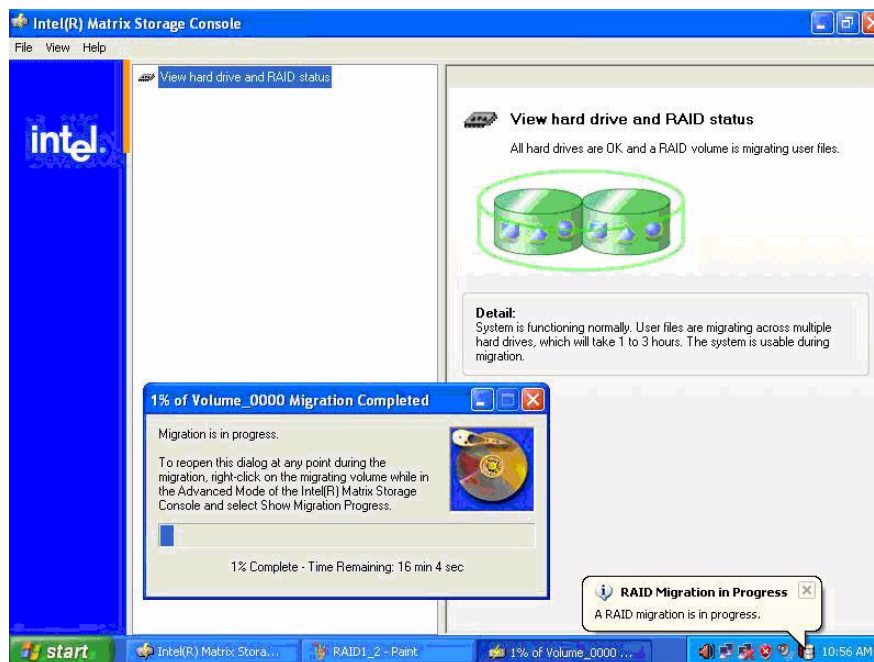 Intel(R) Matrix Storage Console
File View Help
View hard drive and RAID status
intel.
View hard drive and RAID status
All hard drives are OK and a RAID volume is migrating user files.
Detail:
System is functioning normally. User files are migrating across multiple
hard drives, which will take 1 to 3 hours. The system is usable during
migration.
1% of Volume_0000 Migration Completed
Migration is in progress.
To reopen this dialog at any point during the
migration, right-click on the migrating volume while in
the Advanced Mode of the Intel(R) Matrix Storage
Console and select Show Migration Progress.
1% Complete - Time Remaining: 16 min 4 sec
RAID Migration in Progress
A RAID migration is in progress.
start
Intel(R) Matrix Stora...
RAID1_2 - Paint
1% of Volume_0000 ...
10:56 AM